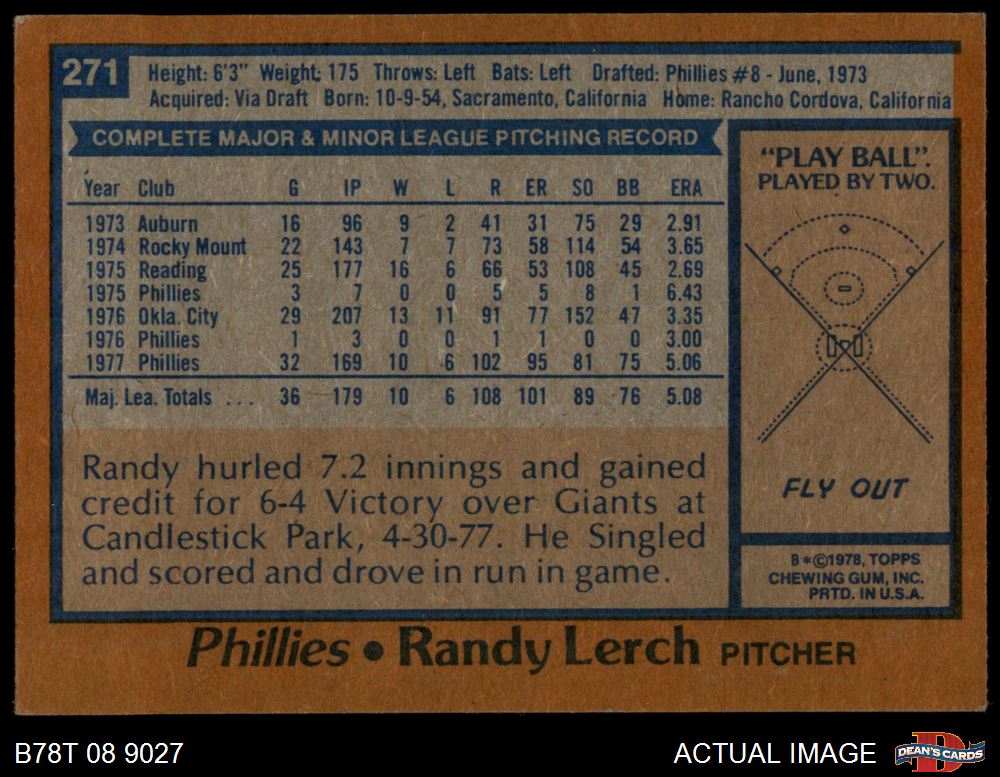 271
Height: 6'3" Weight: 175 Throws: Left Bats: Left Drafted: Phillies #8 - June, 1973
Acquired: Via Draft Born: 10-9-54, Sacramento, California Home: Rancho Cordova, California
COMPLETE MAJOR & MINOR LEAGUE PITCHING RECORD
Year Club G IP W L R ER SO BB ERA
1973 Auburn 16 96 9 2 41 31 75 29 2.91
1974 Rocky Mount 22 143 7 7 73 58 114 54 3.65
1975 Reading 25 177 16 6 66 53 108 45 2.69
1975 Phillies 3 7 0 0 5 5 8 1 6.43
1976 Okla. City 29 207 13 11 91 77 152 47 3.35
1976 Phillies 1 3 0 0 1 1 0 0 3.00
1977 Phillies 32 169 10 6 102 95 81 75 5.06
Maj. Lea. Totals ... 36 179 10 6 108 101 89 76 5.08
Randy hurled 7.2 innings and gained
credit for 6-4 Victory over Giants at
Candlestick Park, 4-30-77. He Singled
and scored and drove in run in game.
"PLAY BALL".
PLAYED BY TWO.
FLY OUT
B*©1978, TOPPS
CHEWING GUM, INC.
PRTD. IN U.S.A.
Phillies • Randy Lerch PITCHER
B78T 08 9027
ACTUAL IMAGE
D
DEAN'S CARDS